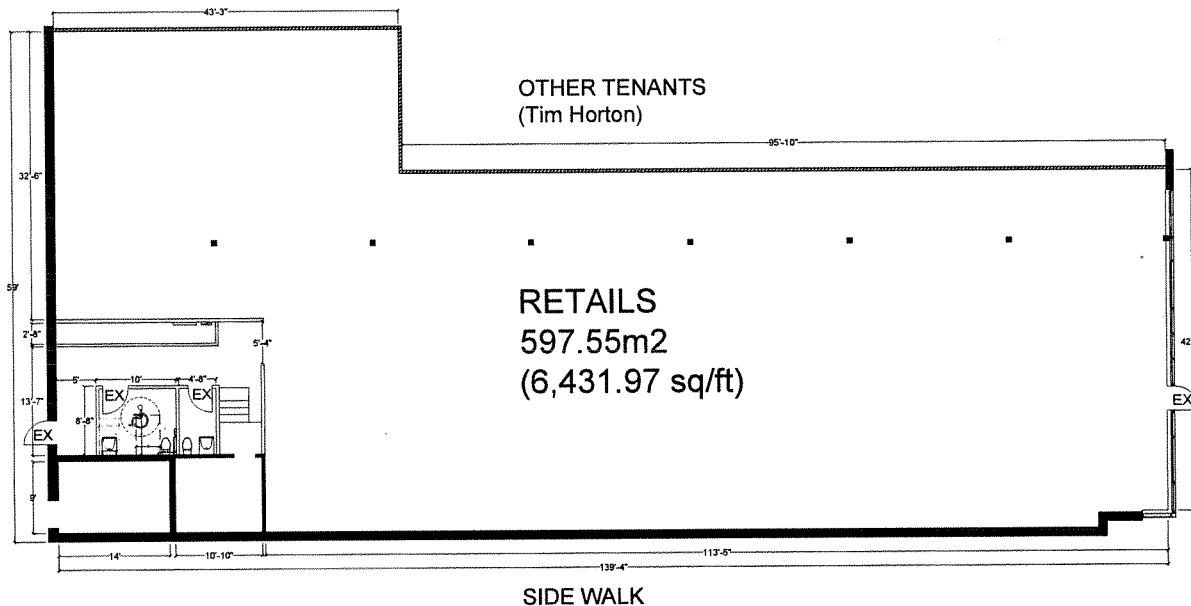 43'-3"
OTHER TENANTS
(Tim Horton)
95'-10"
32'-6"
59'
RETAILS
597.55m2
(6,431.97 sq/ft)
2'-8"
5'-4"
42
5'
10'
4'-8"
EX
EX
EX
13'-7"
8'-8"
EX
9'
14'
10'-10"
113'-5"
139'-4"
SIDE WALK